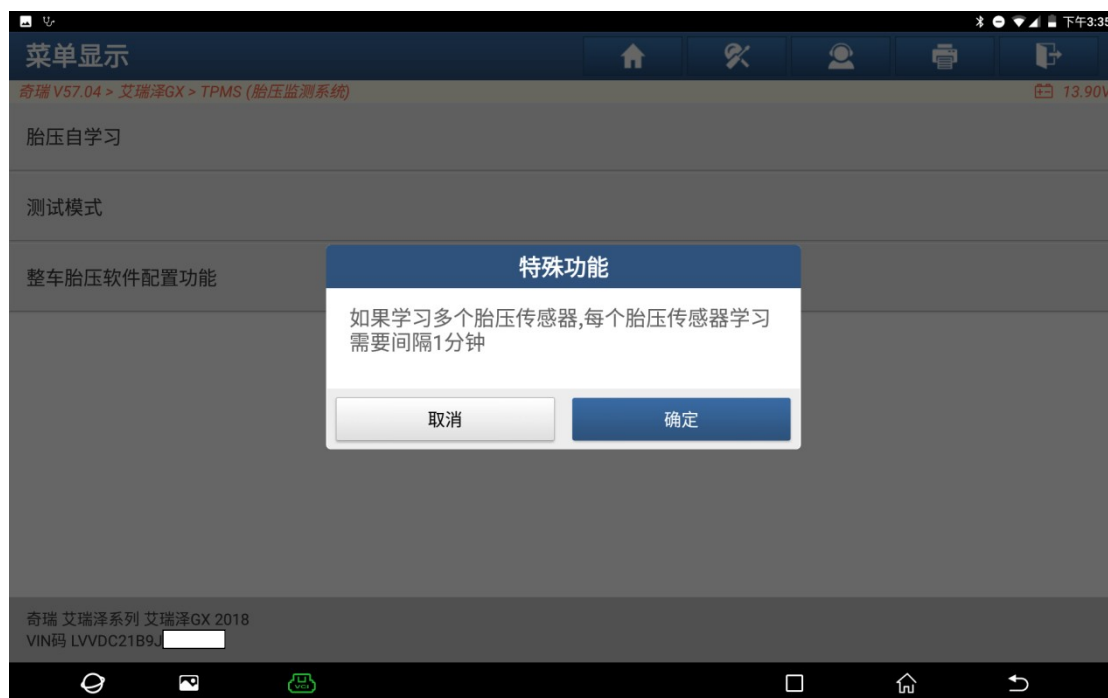 下午3:35
菜单显示
奇瑞 V57.04 > 艾瑞泽GX > TPMS (胎压监测系统)
13.90V
胎压自学习
测试模式
整车胎压软件配置功能
特殊功能
如果学习多个胎压传感器,每个胎压传感器学习
需要间隔1分钟
取消
确定
奇瑞 艾瑞泽系列 艾瑞泽GX 2018
VIN码 LVVDC21B9J
VCI